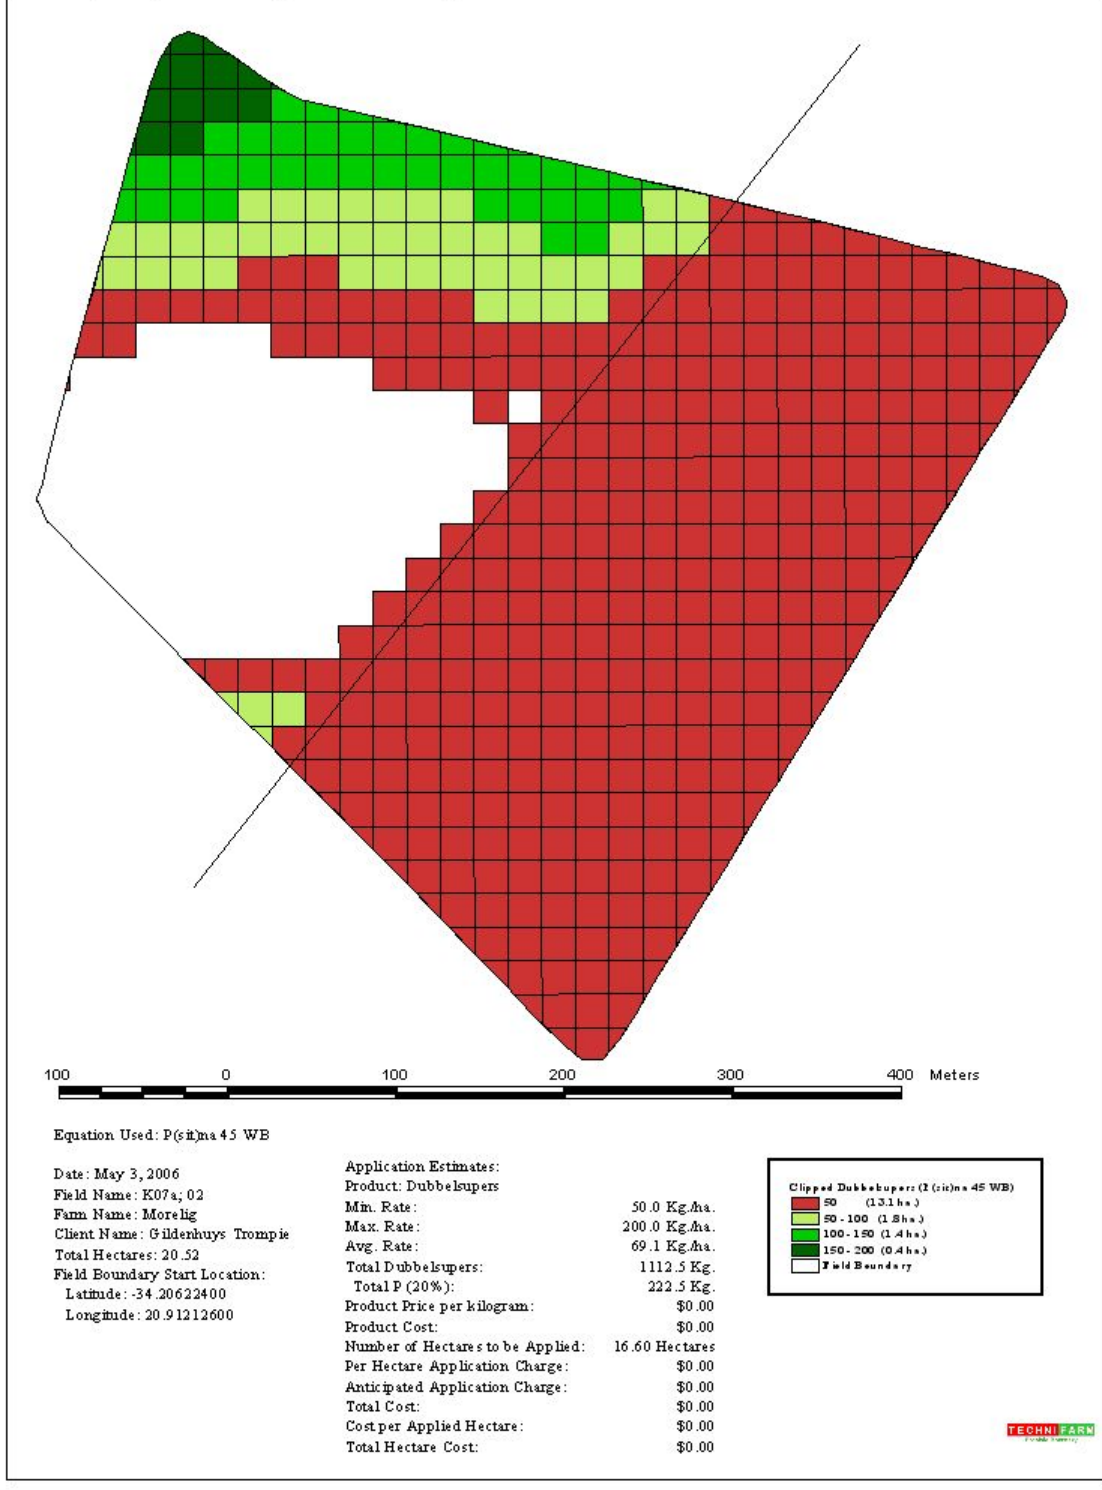 100 0 100 200 300 400 Meters
Equation Used: P(sit)na 45 WB
Date: May 3, 2006
Field Name: K07a; 02
Farm Name: Morelig
Client Name: Gildenhuys Trompie
Total Hectares: 20.52
Field Boundary Start Location:
Latitude: -34.20622400
Longitude: 20.91212600
Application Estimates:
Product: Dubbelsupers
Min. Rate: 50.0 Kg./ha.
Max. Rate: 200.0 Kg./ha.
Avg. Rate: 69.1 Kg./ha.
Total Dubbelsupers: 1112.5 Kg.
Total P (20%): 222.5 Kg.
Product Price per kilogram: $0.00
Product Cost: $0.00
Number of Hectares to be Applied: 16.60 Hectares
Per Hectare Application Charge: $0.00
Anticipated Application Charge: $0.00
Total Cost: $0.00
Cost per Applied Hectare: $0.00
Total Hectare Cost: $0.00
Clipped Dubbelsupers (P(sit)na 45 WB)
50 (13.1 ha.)
50 - 100 (1.8 ha.)
100 - 150 (1.4 ha.)
150 - 200 (0.4 ha.)
Field Boundary
TECHNIFARM